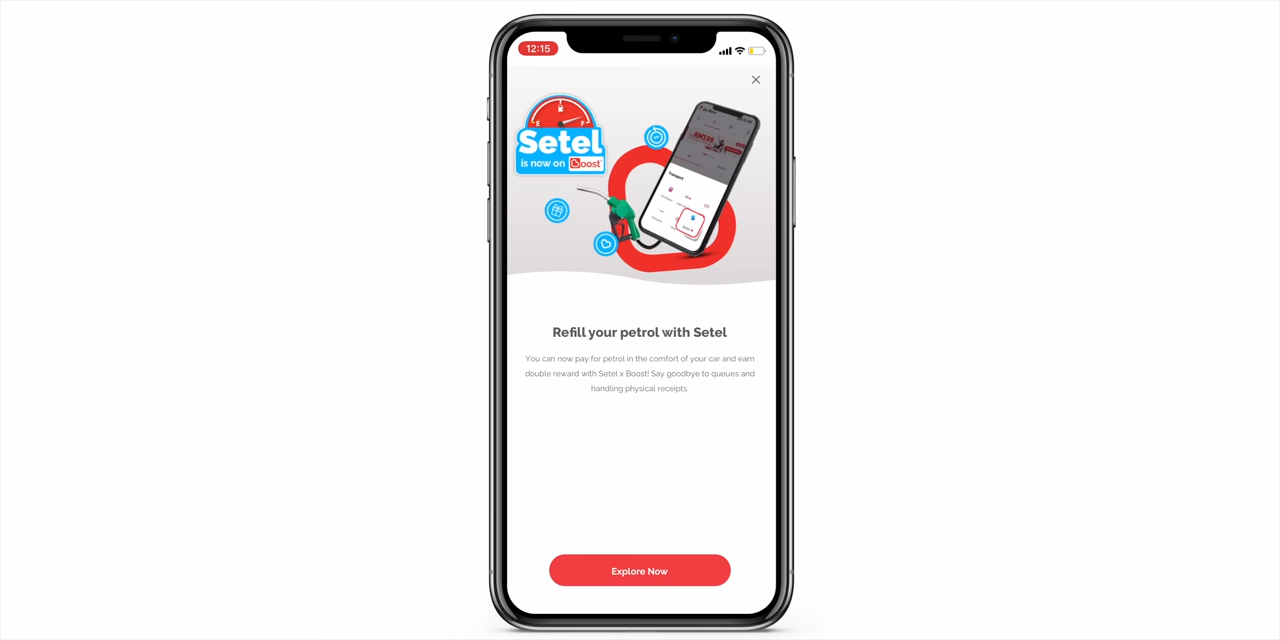 12:15
E F
Setel
is now on Boost
RM199
Transport
Refill your petrol with Setel
You can now pay for petrol in the comfort of your car and earn
double reward with Setel x Boost! Say goodbye to queues and
handling physical receipts.
Explore Now